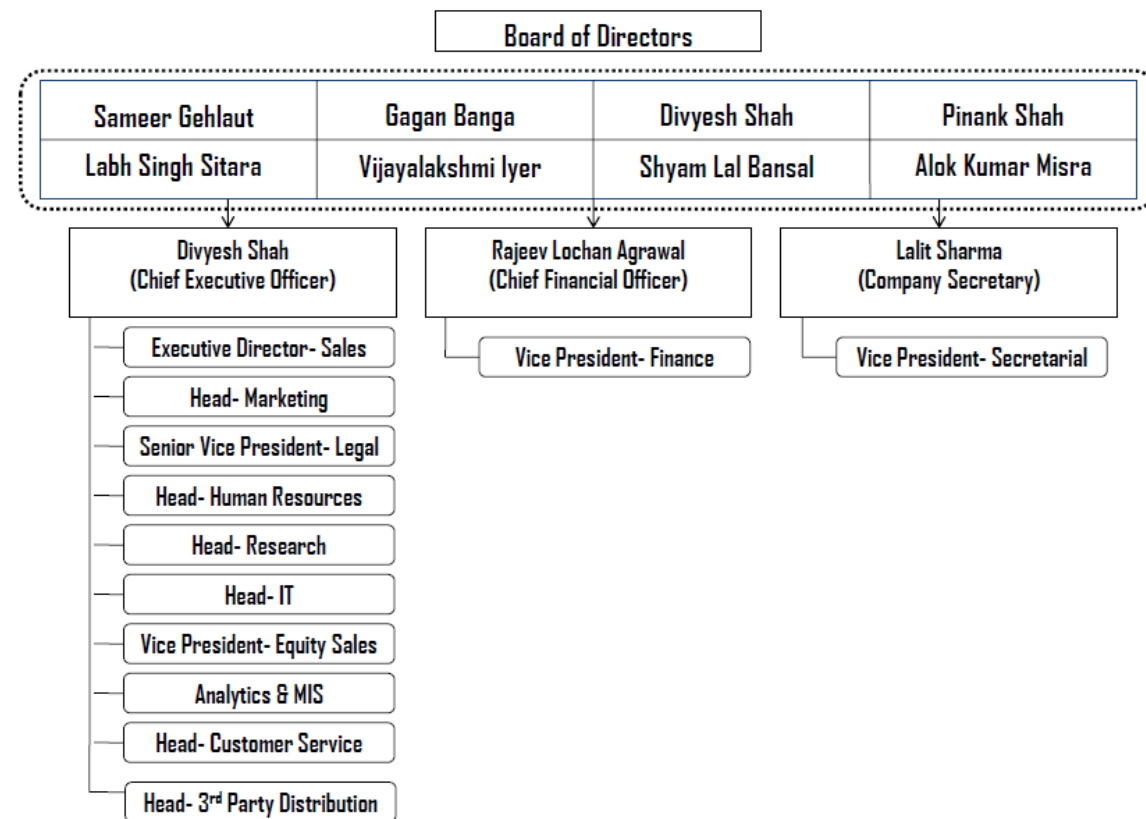 Board of Directors
Sameer Gehlaut
Gagan Banga
Divyesh Shah
Pinank Shah
Labh Singh Sitara
Vijayalakshmi Iyer
Shyam Lal Bansal
Alok Kumar Misra
Divyesh Shah
(Chief Executive Officer)
Rajeev Lochan Agrawal
(Chief Financial Officer)
Lalit Sharma
(Company Secretary)
Executive Director- Sales
Head- Marketing
Senior Vice President- Legal
Head- Human Resources
Head- Research
Head- IT
Vice President- Equity Sales
Analytics & MIS
Head- Customer Service
Head- 3rd Party Distribution
Vice President- Finance
Vice President- Secretarial